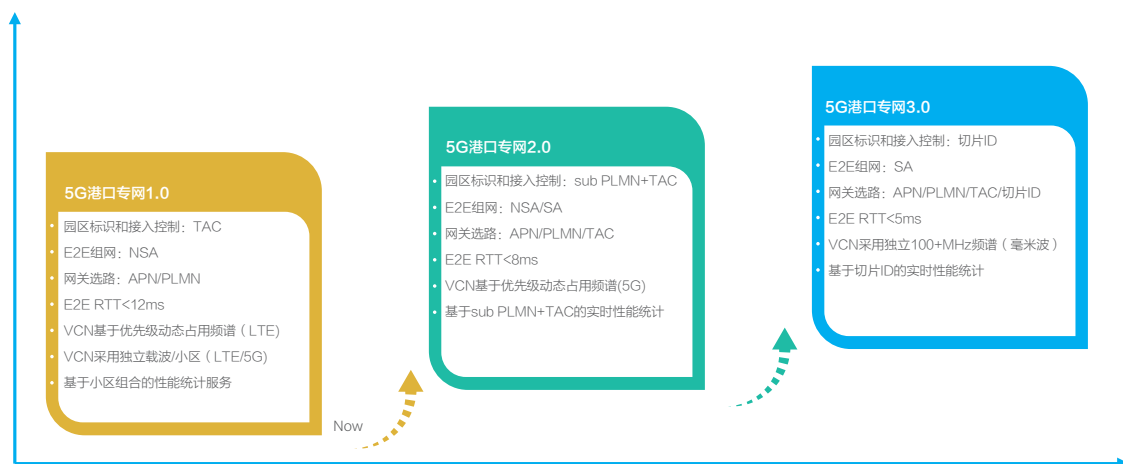 5G港口专网1.0
园区标识和接入控制：TAC
E2E组网：NSA
网关选路：APN/PLMN
E2E RTT<12ms
VCN基于优先级动态占用频谱（LTE)
VCN采用独立载波/小区（LTE/5G)
基于小区组合的性能统计服务
Now
5G港口专网2.0
园区标识和接入控制：sub PLMN+TAC
E2E组网：NSA/SA
网关选路：APN/PLMN/TAC
E2E RTT<8ms
VCN基于优先级动态占用频谱(5G)
基于sub PLMN+TAC的实时性能统计
5G港口专网3.0
园区标识和接入控制：切片ID
E2E组网：SA
网关选路：APN/PLMN/TAC/切片ID
E2E RTT<5ms
VCN采用独立100+MHz频谱（毫米波）
基于切片ID的实时性能统计